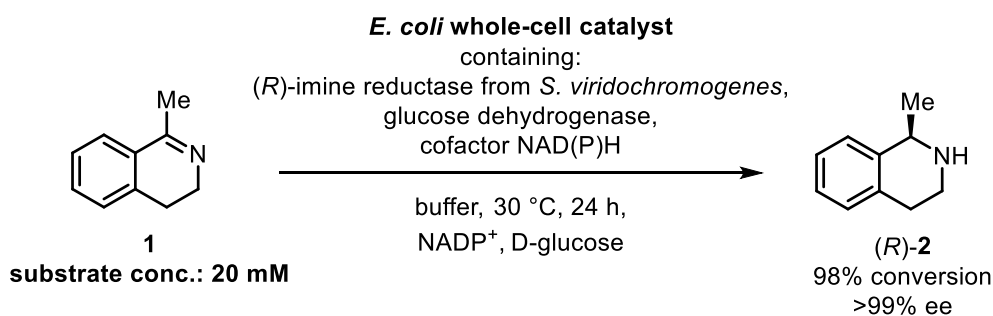 E. coli whole-cell catalyst
containing:
(R)-imine reductase from S. viridochromogenes,
glucose dehydrogenase,
cofactor NAD(P)H
Me
N
1
substrate conc.: 20 mM
buffer, 30 °C, 24 h,
NADP⁺, D-glucose
Me
NH
(R)-2
98% conversion
>99% ee